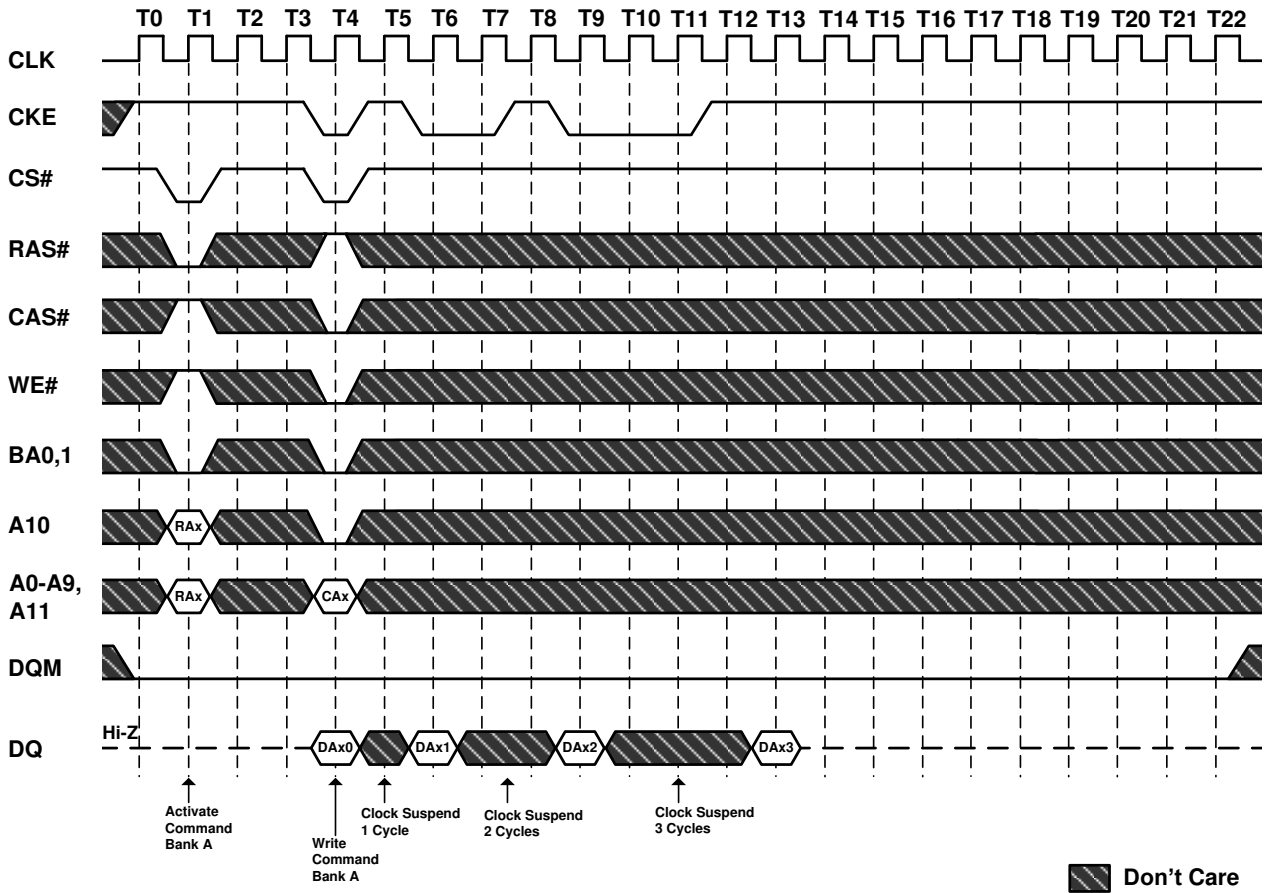 T0 T1 T2 T3 T4 T5 T6 T7 T8 T9 T10 T11 T12 T13 T14 T15 T16 T17 T18 T19 T20 T21 T22
CLK
CKE
CS#
RAS#
CAS#
WE#
BA0,1
A10
RAx
A0-A9,
A11
RAx CAx
DQM
Hi-Z
DQ
DAx0 DAx1 DAx2 DAx3
Activate
Command
Bank A
Write
Command
Bank A
Clock Suspend
1 Cycle
Clock Suspend
2 Cycles
Clock Suspend
3 Cycles
Don't Care